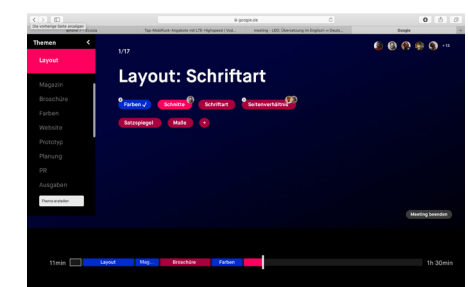 google.de
Die vorherige Seite anzeigen
Top-Mobilfunk-Angebote mit LTE-Highspeed | Vod...
meeting - LEO: Übersetzung im Englisch ⇔ Deuts...
Google
Themen
1/17
+15
Layout
Layout: Schriftart
Magazin
Broschüre
Farben
Website
Prototyp
Planung
PR
Ausgaben
Thema erstellen
Farben ✓
Schnitte
Schriftart
Seitenverhältnis
Satzspiegel
Maße
+
Meeting beenden
11min
Layout
Mag...
Broschüre
Farben
1h 30min